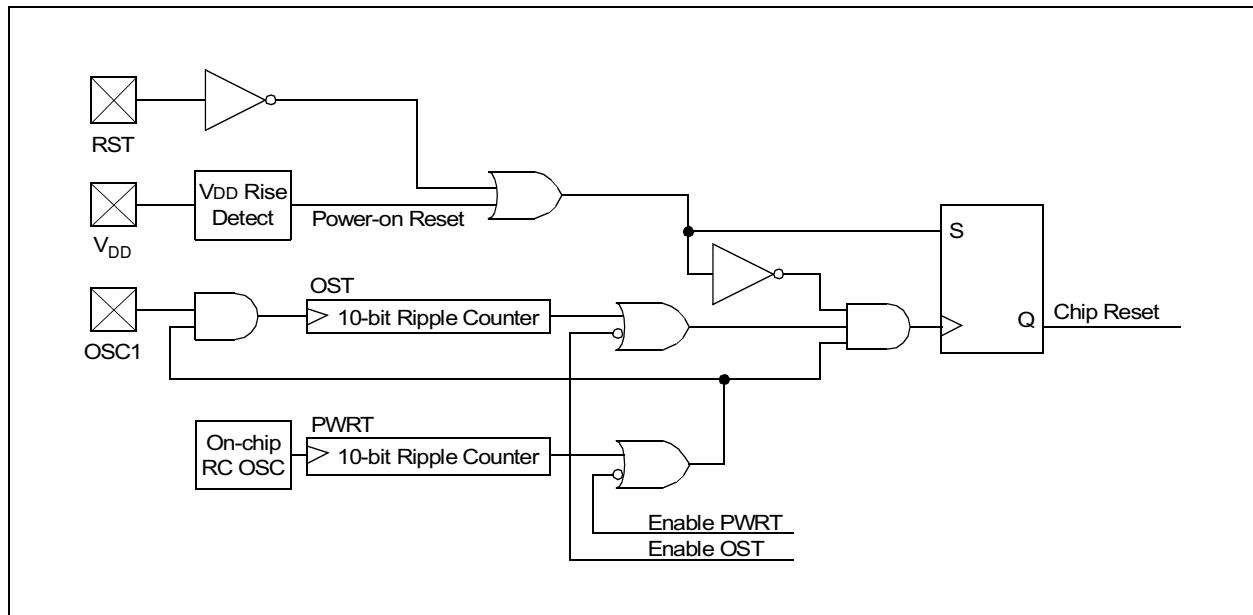 RST
VDD Rise
Detect
Power-on Reset
VDD
S
OST
10-bit Ripple Counter
OSC1
Q
Chip Reset
PWRT
On-chip
RC OSC
10-bit Ripple Counter
Enable PWRT
Enable OST